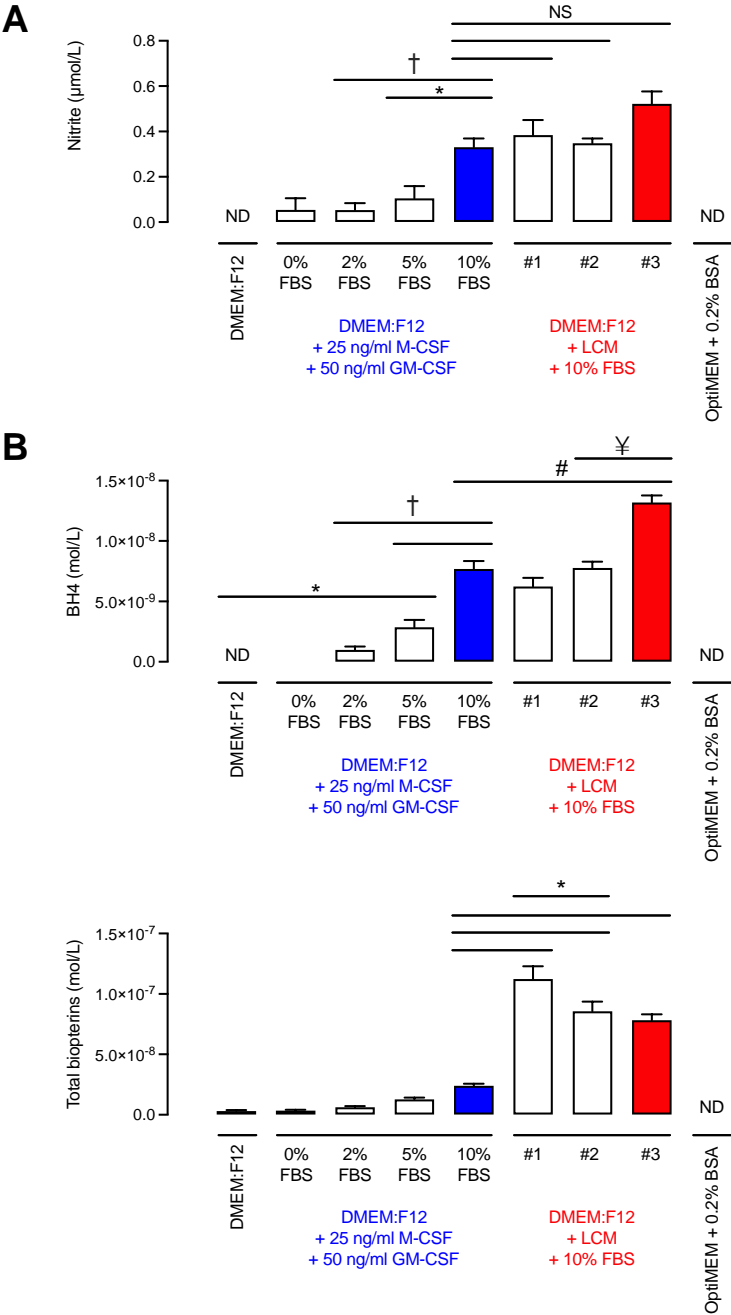 A
NS
†
*
Nitrite (µmol/L)
0.8
0.6
0.4
0.2
0.0
ND
ND
DMEM:F12
0% FBS
2% FBS
5% FBS
10% FBS
#1
#2
#3
OptiMEM + 0.2% BSA
DMEM:F12
+ 25 ng/ml M-CSF
+ 50 ng/ml GM-CSF
DMEM:F12
+ LCM
+ 10% FBS
B
¥
#
†
*
BH4 (mol/L)
1.5×10⁻⁸
1.0×10⁻⁸
5.0×10⁻⁹
0.0
ND
ND
DMEM:F12
0% FBS
2% FBS
5% FBS
10% FBS
#1
#2
#3
OptiMEM + 0.2% BSA
DMEM:F12
+ 25 ng/ml M-CSF
+ 50 ng/ml GM-CSF
DMEM:F12
+ LCM
+ 10% FBS
*
Total biopterins (mol/L)
1.5×10⁻⁷
1.0×10⁻⁷
5.0×10⁻⁸
0.0
ND
DMEM:F12
0% FBS
2% FBS
5% FBS
10% FBS
#1
#2
#3
OptiMEM + 0.2% BSA
DMEM:F12
+ 25 ng/ml M-CSF
+ 50 ng/ml GM-CSF
DMEM:F12
+ LCM
+ 10% FBS